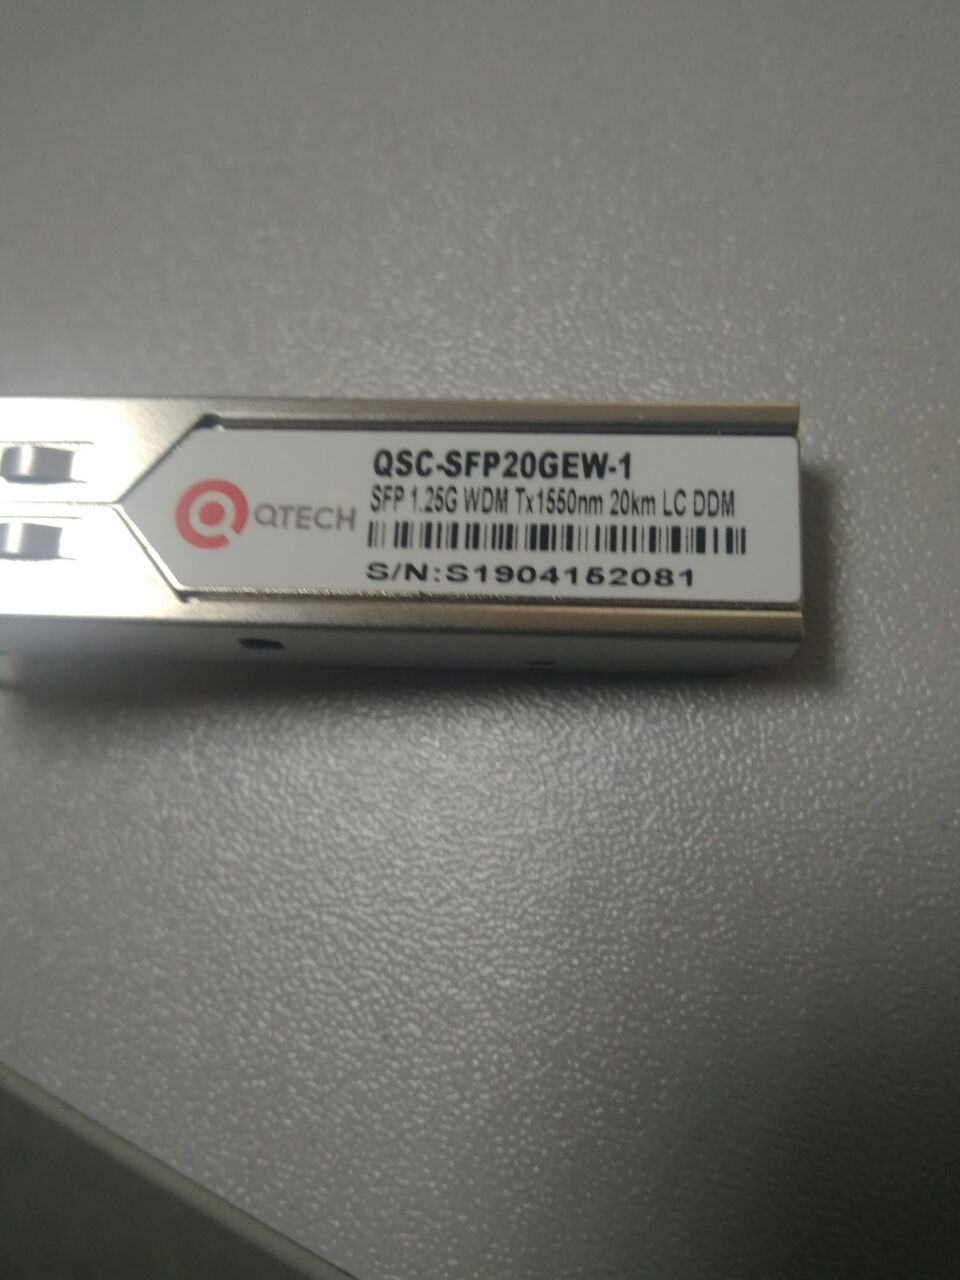 QTECH
QSC-SFP20GEW-1
SFP 1.25G WDM Tx1550nm 20km LC DDM
S/N:S1904152081